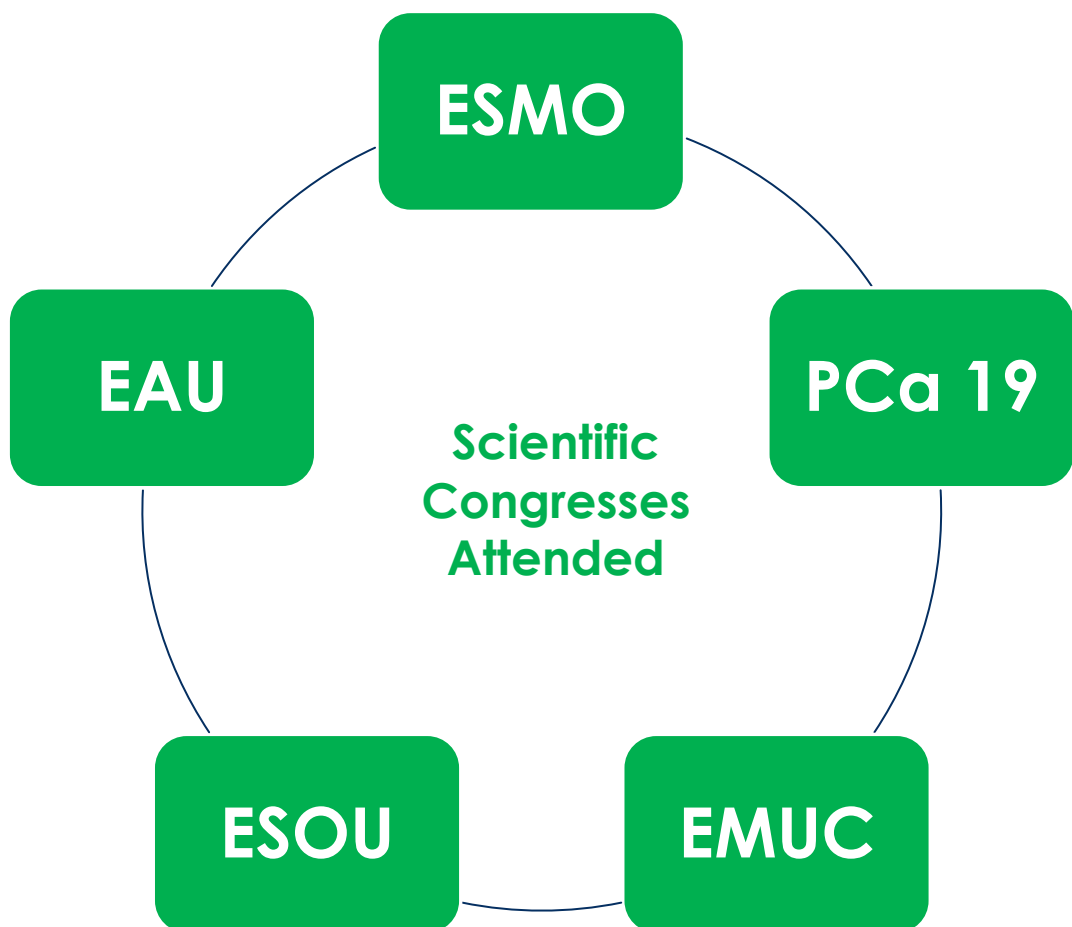 ESMO
EAU
PCa 19
Scientific
Congresses
Attended
ESOU
EMUC